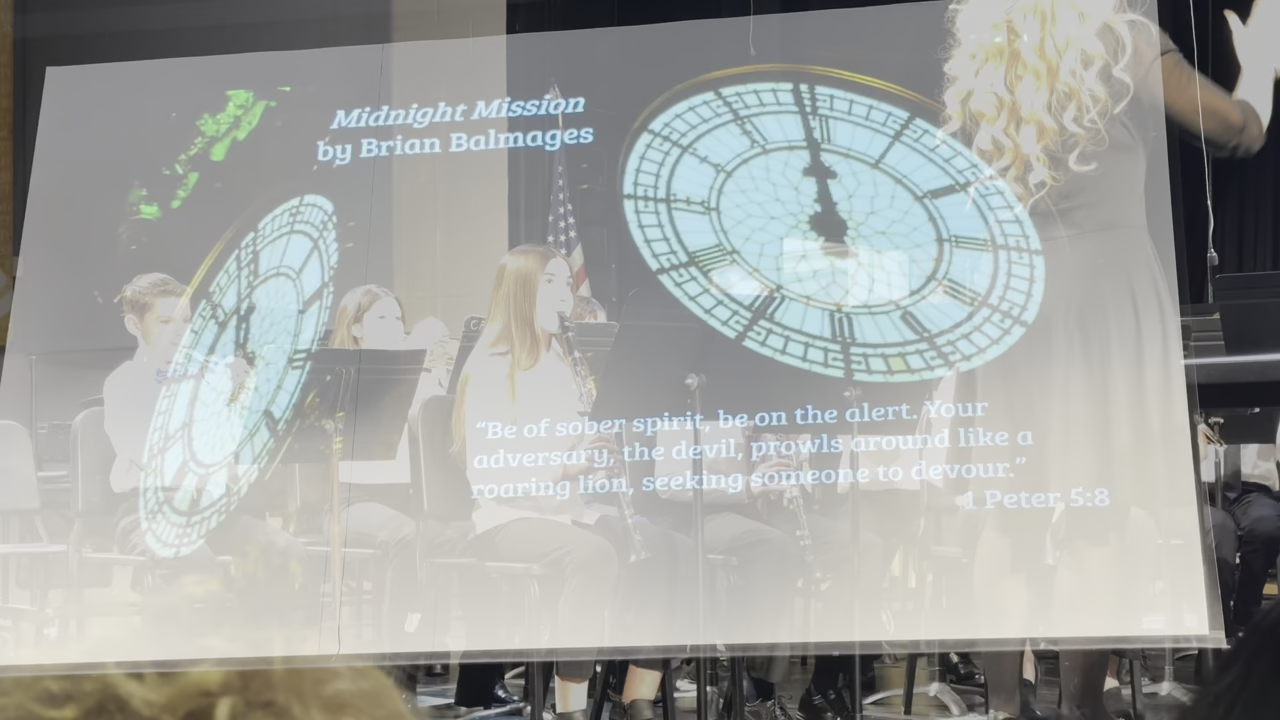 Midnight Mission
by Brian Balmages
“Be of sober spirit, be on the alert. Your
adversary, the devil, prowls around like a
roaring lion, seeking someone to devour.”
1 Peter 5:8